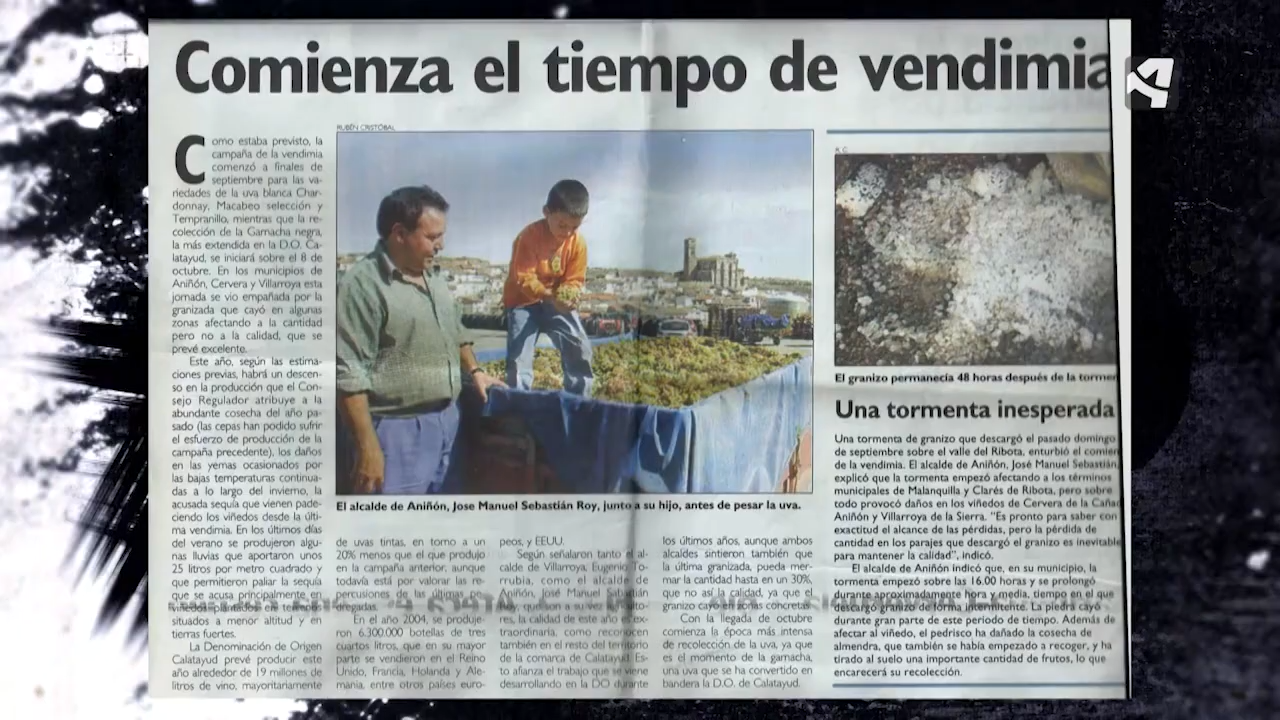 Comienza el tiempo de vendimia
RUBÉN CRISTÓBAL
Como estaba previsto, la
campaña de la vendimia
comenzó a finales de
septiembre para las va-
riedades de la uva blanca Char-
donnay, Macabeo selección y
Tempranillo, mientras que la re-
colección de la Garnacha negra,
la más extendida en la D.O. Ca-
latayud, se iniciará sobre el 8 de
octubre. En los municipios de
Aniñón, Cervera y Villarroya esta
jornada se vio empañada por la
granizada que cayó en algunas
zonas afectando a la cantidad
pero no a la calidad, que se
prevé excelente.
Este año, según las estima-
ciones previas, habrá un descen-
so en la producción que el Con-
sejo Regulador atribuye a la
abundante cosecha del año pa-
sado (las cepas han podido sufrir
el esfuerzo de producción de la
campaña precedente), los daños
en las yemas ocasionados por
las bajas temperaturas continua-
das a lo largo del invierno, la
acusada sequía que vienen pade-
ciendo los viñedos desde la últi-
ma vendimia. En los últimos días
del verano se produjeron algu-
nas lluvias que aportaron unos
25 litros por metro cuadrado y
que permitieron paliar la sequía
que se acusa principalmente en
viñedos plantados en terrenos
situados a menor altitud y en
tierras fuertes.
La Denominación de Origen
Calatayud prevé producir este
año alrededor de 19 millones de
litros de vino, mayoritariamente
El alcalde de Aniñón, Jose Manuel Sebastián Roy, junto a su hijo, antes de pesar la uva.
de uvas tintas, en torno a un
20% menos que el que produjo
en la campaña anterior, aunque
todavía está por valorar las re-
percusiones de las últimas pe-
dregadas.
En el año 2004, se produje-
ron 6.300.000 botellas de tres
cuartos litros, que en su mayor
parte se vendieron en el Reino
Unido, Francia, Holanda y Ale-
mania, entre otros países euro-
peos, y EEUU.
Según señalaron tanto el al-
calde de Villarroya, Eugenio To-
rrubia, como el alcalde de
Aniñón, José Manuel Sebastián
Roy, quienes a su vez
res, la calidad de este año es ex-
traordinaria, como reconocen
también en el resto del territorio
de la comarca de Calatayud. Es-
to afianza el trabajo que se viene
desarrollando en la DO durante
los últimos años, aunque ambos
alcaldes sintieron también que
la última granizada, pueda mer-
mar la cantidad hasta en un 30%,
que no así la calidad, ya que el
granizo cayó en zonas concretas.
Con la llegada de octubre
comienza la época más intensa
de recolección de la uva, ya que
es el momento de la garnacha,
una uva que se ha convertido en
bandera la D.O. de Calatayud.
R. C.
El granizo permanecía 48 horas después de la tormen
Una tormenta inesperada
Una tormenta de granizo que descargó el pasado domingo
de septiembre sobre el valle del Ribota, enturbió el comien
de la vendimia. El alcalde de Aniñón, José Manuel Sebastián,
explicó que la tormenta empezó afectando a los términos
municipales de Malanquilla y Clarés de Ribota, pero sobre
todo provocó daños en los viñedos de Cervera de la Cañad
Aniñón y Villarroya de la Sierra. "Es pronto para saber con
exactitud el alcance de las pérdidas, pero la pérdida de
cantidad en los parajes que descargó el granizo es inevitable
para mantener la calidad", indicó.
El alcalde de Aniñón indicó que, en su municipio, la
tormenta empezó sobre las 16.00 horas y se prolongó
durante aproximadamente hora y media, tiempo en el que
descargó granizo de forma intermitente. La piedra cayó
durante gran parte de este periodo de tiempo. Además de
afectar al viñedo, el pedrisco ha dañado la cosecha de
almendra, que también se había empezado a recoger, y ha
tirado al suelo una importante cantidad de frutos, lo que
encarecerá su recolección.